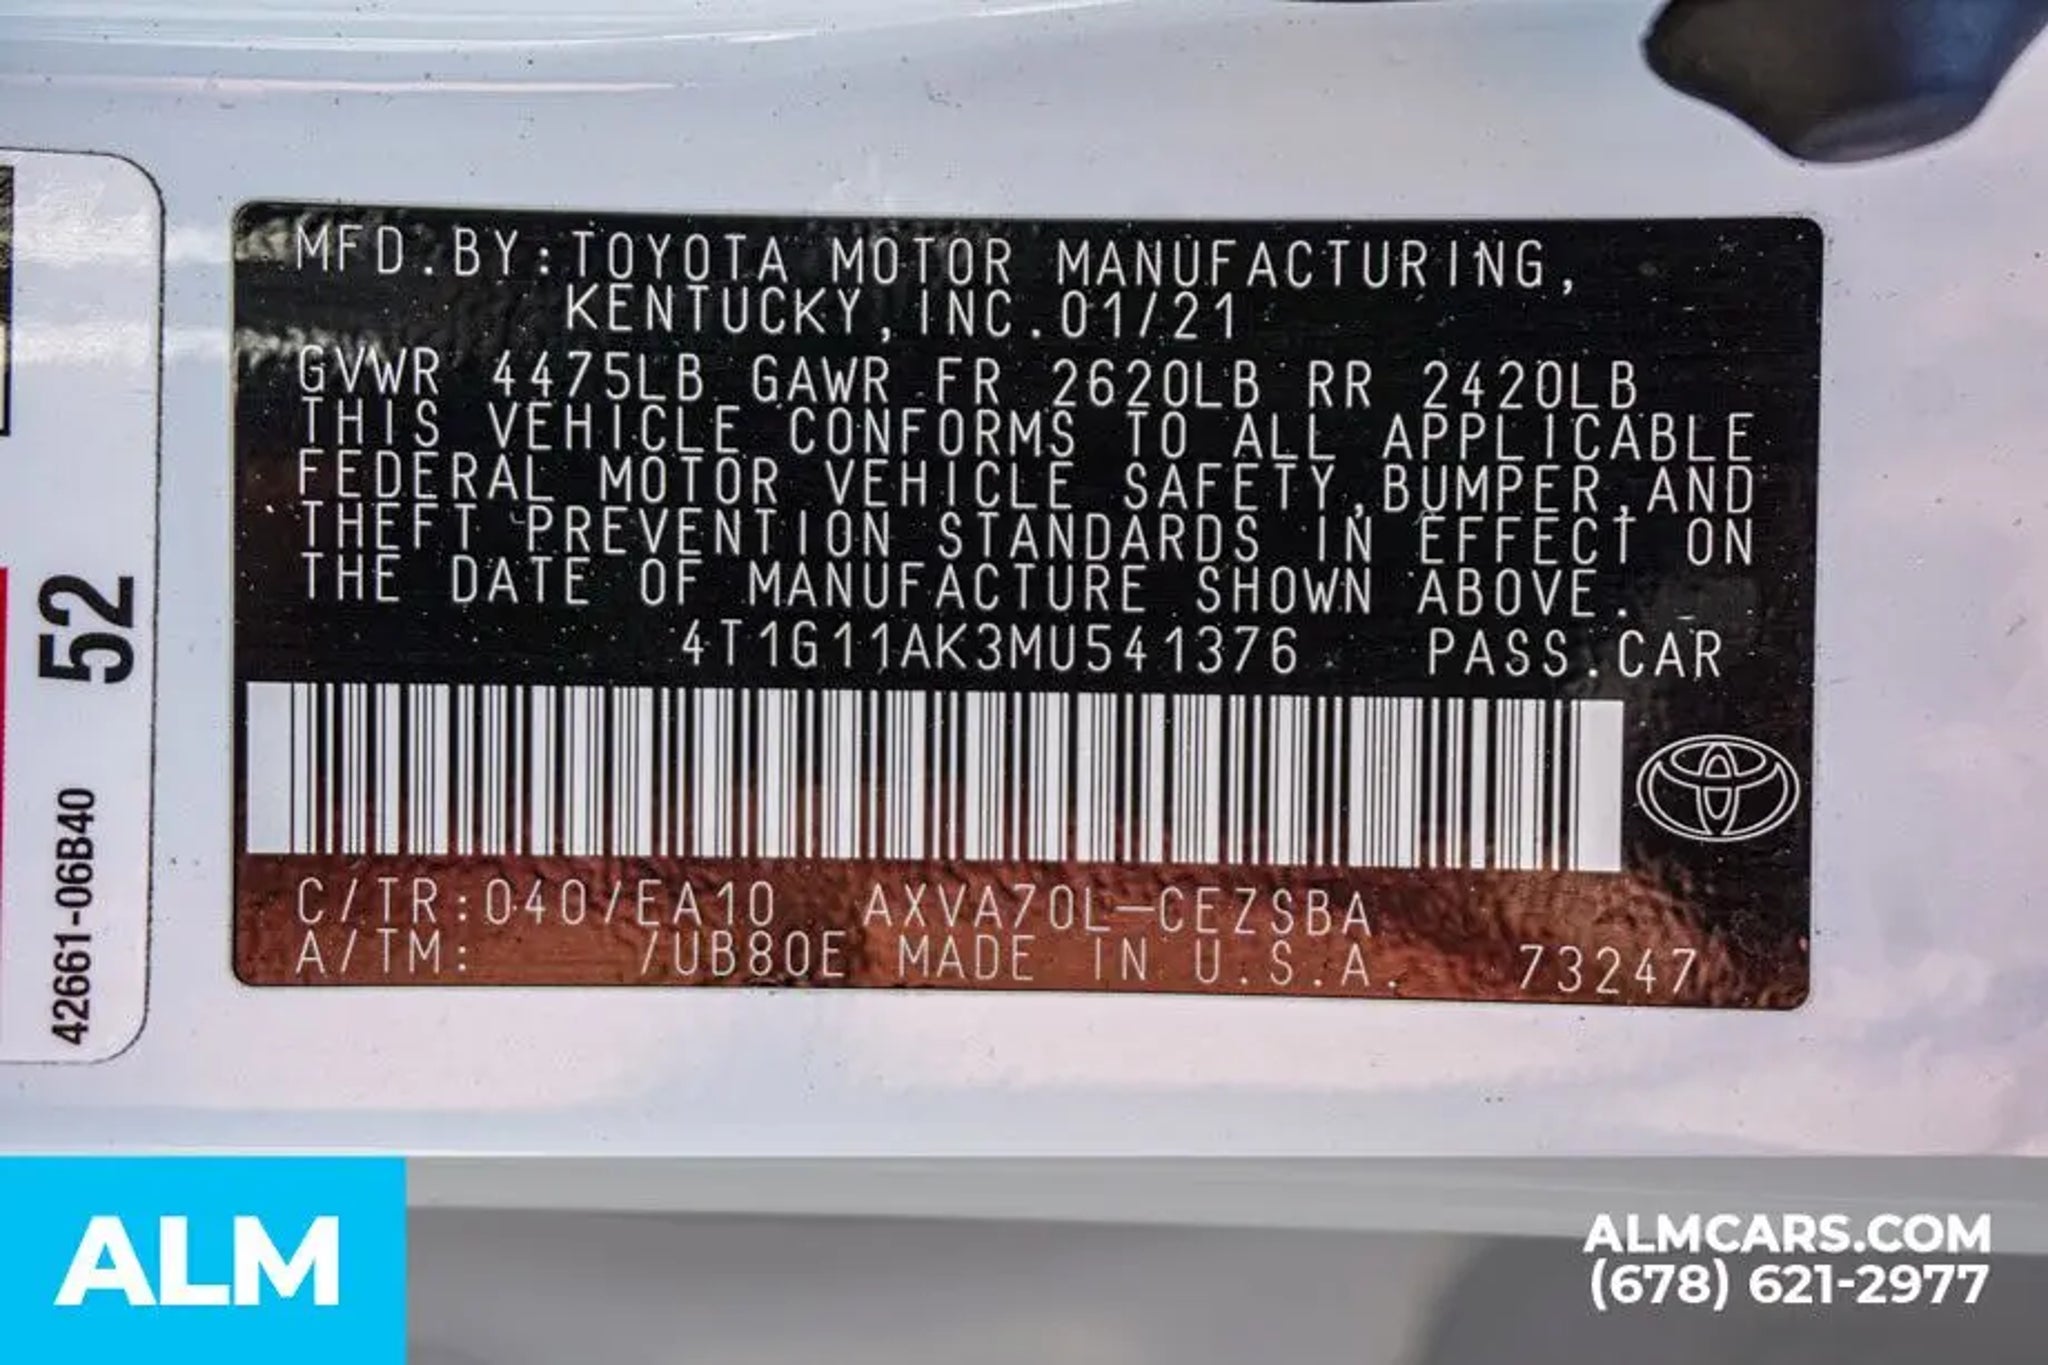 MFD.BY:TOYOTA MOTOR MANUFACTURING,
KENTUCKY,INC.01/21
GVWR 4475LB GAWR FR 2620LB RR 2420LB
THIS VEHICLE CONFORMS TO ALL APPLICABLE
FEDERAL MOTOR VEHICLE SAFETY,BUMPER,AND
THEFT PREVENTION STANDARDS IN EFFECT ON
THE DATE OF MANUFACTURE SHOWN ABOVE.
4T1G11AK3MU541376 PASS.CAR
C/TR:040/EA10 AXVA70L-CEZSBA
A/TM: /UB80E MADE IN U.S.A. 73247
52
42661-06B40
ALM
ALMCARS.COM
(678) 621-2977